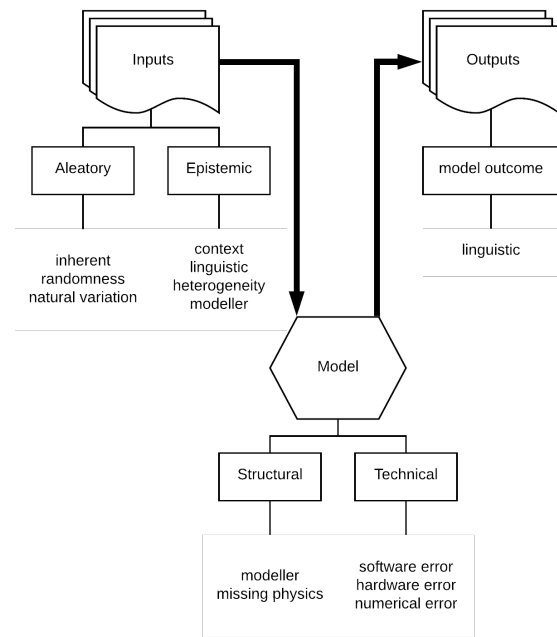 Inputs
Outputs
Aleatory
Epistemic
model outcome
inherent
randomness
natural variation
context
linguistic
heterogeneity
modeller
linguistic
Model
Structural
Technical
modeller
missing physics
software error
hardware error
numerical error